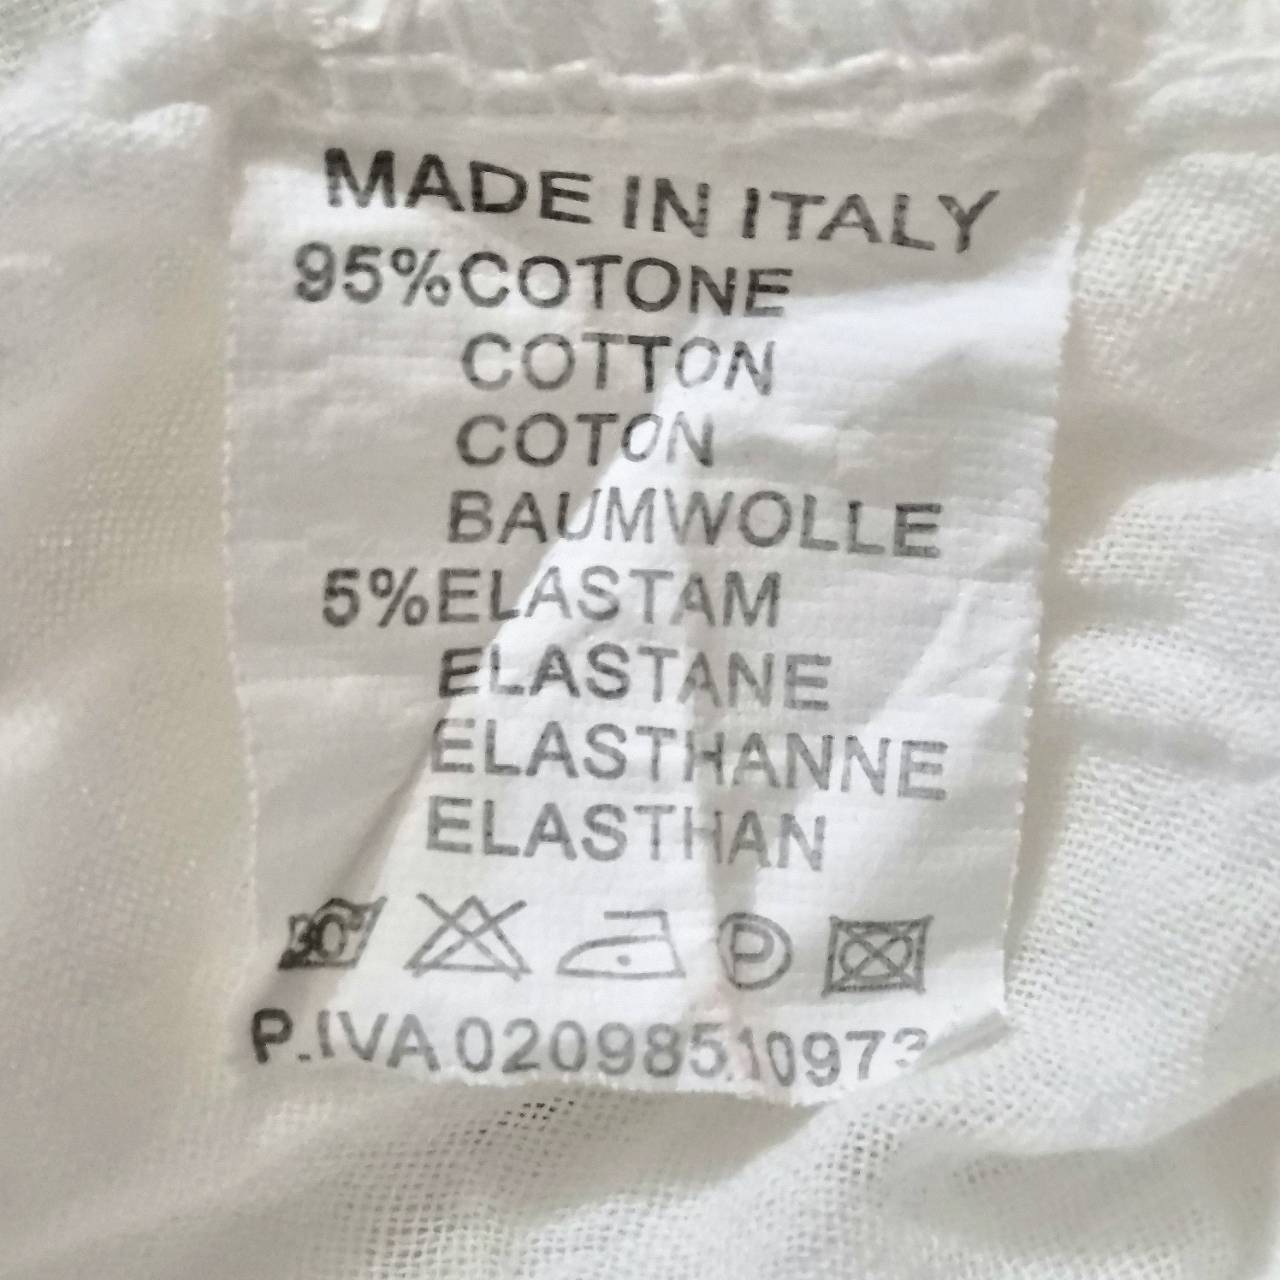 MADE IN ITALY
95%COTONE
COTTON
COTON
BAUMWOLLE
5%ELASTAM
ELASTANE
ELASTHANNE
ELASTHAN
30° P
P.IVA 02098510973